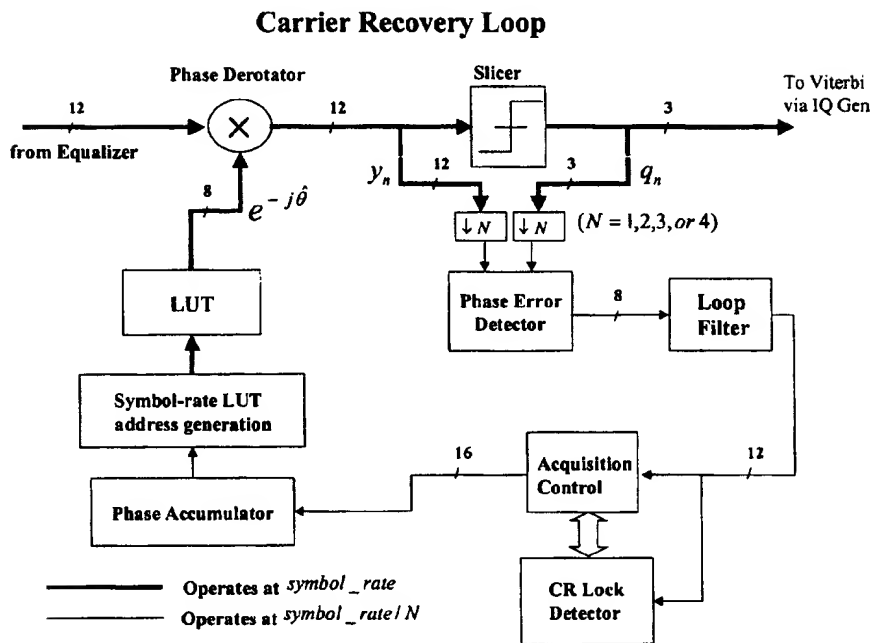 Carrier Recovery Loop
Phase Derotator
Slicer
To Viterbi
via IQ Gen
12
12
3
from Equalizer
8
e^{-jθ̂}
y_n
12
3
q_n
↓ N
↓ N
(N = 1,2,3, or 4)
LUT
Phase Error
Detector
8
Loop
Filter
Symbol-rate LUT
address generation
16
Acquisition
Control
12
Phase Accumulator
CR Lock
Detector
Operates at symbol_rate
Operates at symbol_rate/N